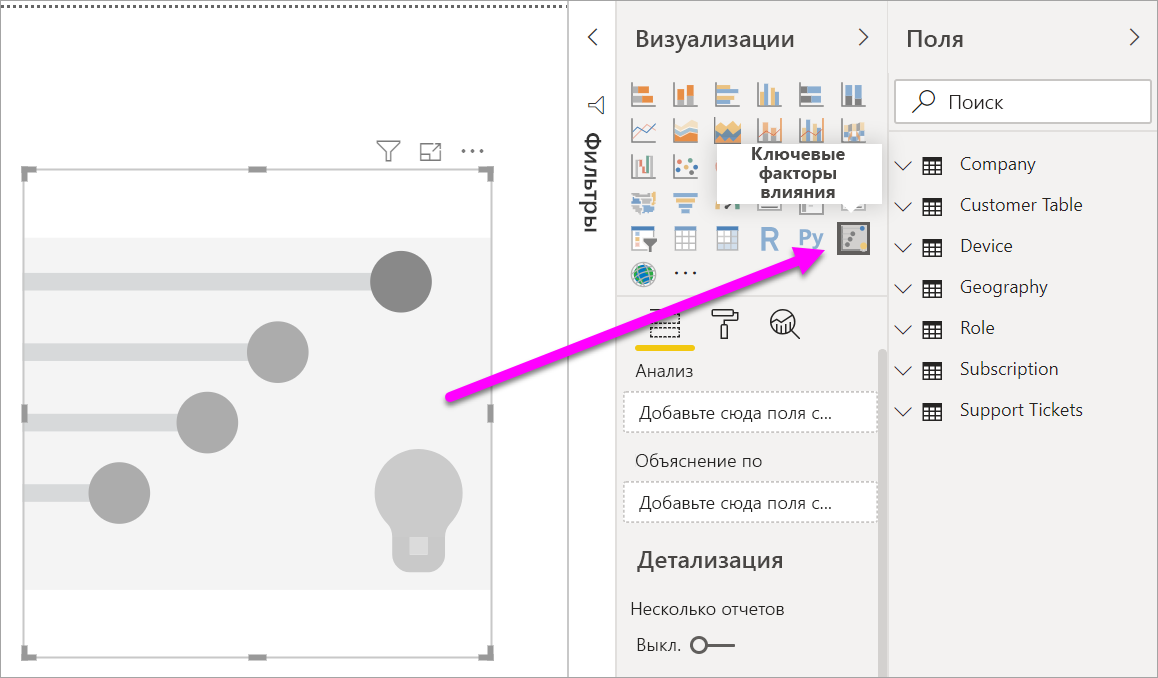 Визуализации
Поля
Поиск
Фильтры
Ключевые
факторы
влияния
R
Py
Company
Customer Table
Device
Geography
Role
Subscription
Support Tickets
Анализ
Добавьте сюда поля с...
Объяснение по
Добавьте сюда поля с...
Детализация
Несколько отчетов
Выкл.